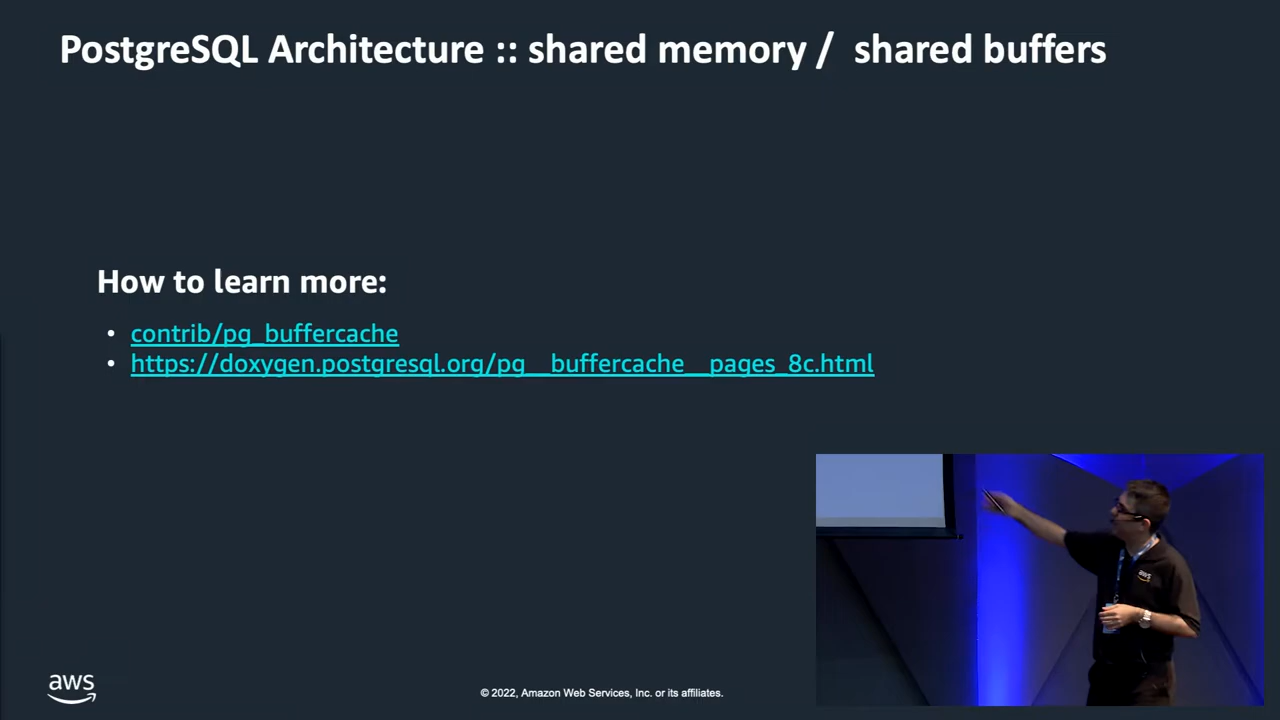 PostgreSQL Architecture :: shared memory / shared buffers
How to learn more:
• contrib/pg_buffercache
• https://doxygen.postgresql.org/pg__buffercache__pages_8c.html
aws
© 2022, Amazon Web Services, Inc. or its affiliates.
aws